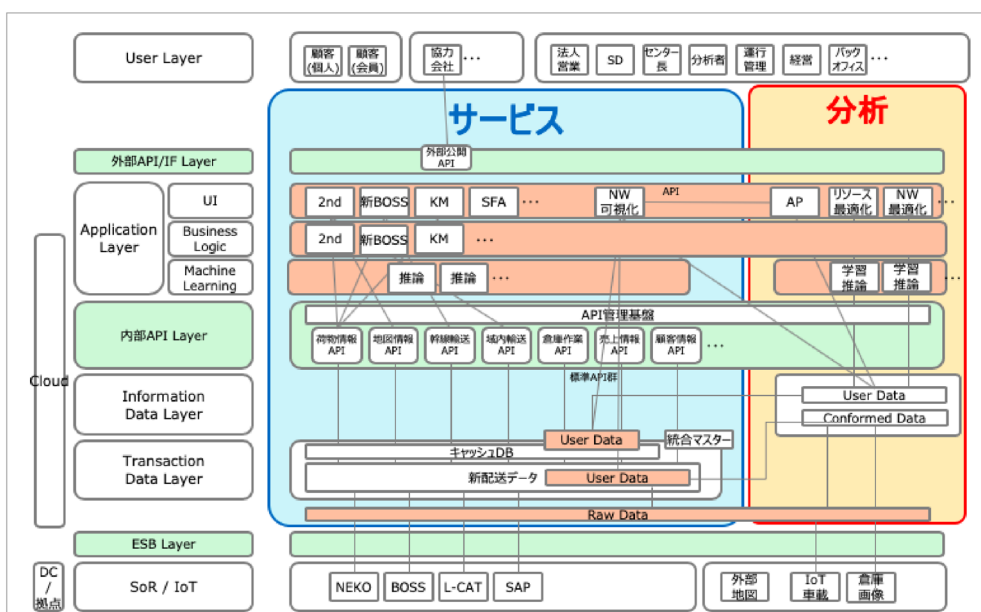 User Layer
顧客
(個人)
顧客
(会員)
協力
会社
…
法人
営業
SD
センター
長
分析者
運行
管理
経営
バック
オフィス
…
サービス
分析
外部API/IF Layer
外部公開
API
Application
Layer
UI
2nd
新BOSS
KM
SFA
…
NW
可視化
API
AP
リソース
最適化
NW
最適化
…
Business
Logic
2nd
新BOSS
KM
…
Machine
Learning
推論
推論
…
学習
推論
学習
推論
…
Cloud
内部API Layer
API管理基盤
荷物情報
API
地図情報
API
幹線輸送
API
域内輸送
API
倉庫作業
API
売上情報
API
顧客情報
API
…
標準API群
Information
Data Layer
User Data
Conformed Data
User Data
統合マスター
Transaction
Data Layer
キャッシュDB
新配送データ
User Data
Raw Data
ESB Layer
DC
/
拠点
SoR / IoT
NEKO
BOSS
L-CAT
SAP
外部
地図
IoT
車載
倉庫
画像